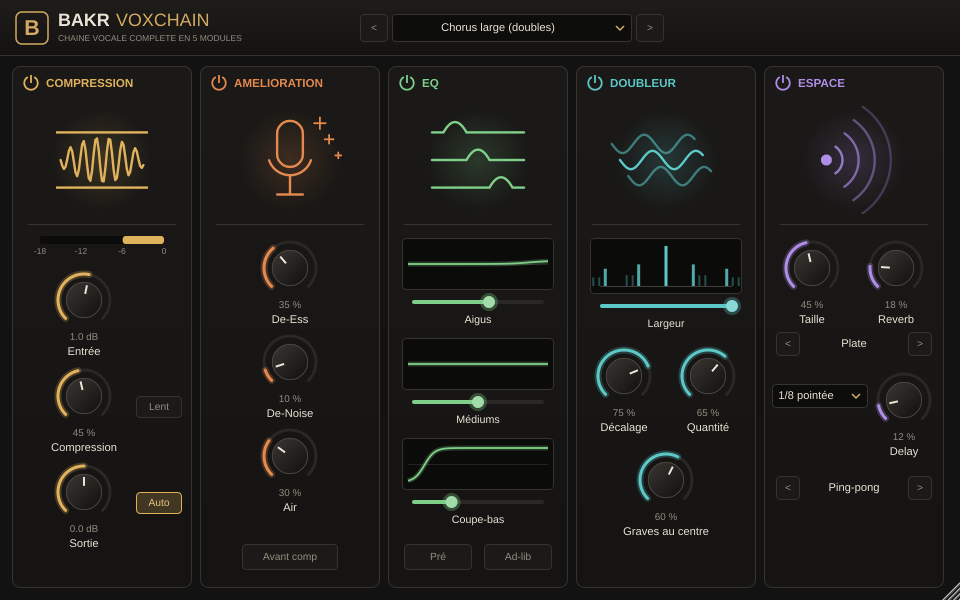 B BAKR VOXCHAIN
CHAINE VOCALE COMPLETE EN 5 MODULES
< Chorus large (doubles) >
COMPRESSION
-18 -12 -6 0
1.0 dB
Entrée
45 %
Compression
Lent
0.0 dB
Sortie
Auto
AMELIORATION
35 %
De-Ess
10 %
De-Noise
30 %
Air
Avant comp
EQ
Aigus
Médiums
Coupe-bas
Pré Ad-lib
DOUBLEUR
Largeur
75 % 65 %
Décalage Quantité
60 %
Graves au centre
ESPACE
45 % 18 %
Taille Reverb
< Plate >
1/8 pointée
12 %
Delay
< Ping-pong >